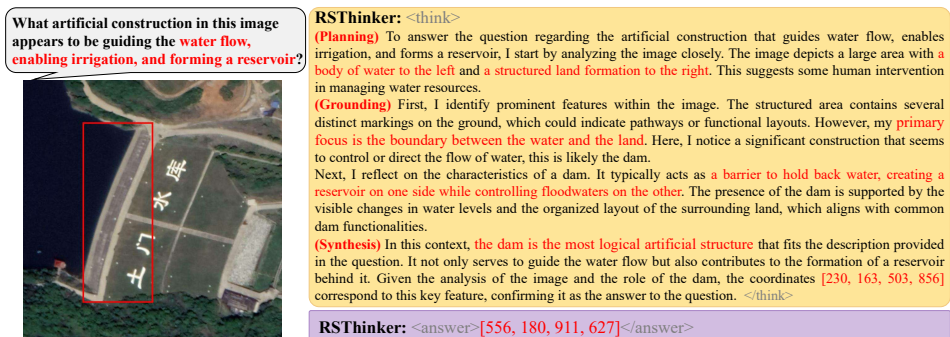 What artificial construction in this image
appears to be guiding the water flow,
enabling irrigation, and forming a reservoir?
土门水库
RSThinker: <think>
(Planning) To answer the question regarding the artificial construction that guides water flow, enables
irrigation, and forms a reservoir, I start by analyzing the image closely. The image depicts a large area with a
body of water to the left and a structured land formation to the right. This suggests some human intervention
in managing water resources.
(Grounding) First, I identify prominent features within the image. The structured area contains several
distinct markings on the ground, which could indicate pathways or functional layouts. However, my primary
focus is the boundary between the water and the land. Here, I notice a significant construction that seems
to control or direct the flow of water, this is likely the dam.
Next, I reflect on the characteristics of a dam. It typically acts as a barrier to hold back water, creating a
reservoir on one side while controlling floodwaters on the other. The presence of the dam is supported by the
visible changes in water levels and the organized layout of the surrounding land, which aligns with common
dam functionalities.
(Synthesis) In this context, the dam is the most logical artificial structure that fits the description provided
in the question. It not only serves to guide the water flow but also contributes to the formation of a reservoir
behind it. Given the analysis of the image and the role of the dam, the coordinates [230, 163, 503, 856]
correspond to this key feature, confirming it as the answer to the question. </think>
RSThinker: <answer>[556, 180, 911, 627]</answer>